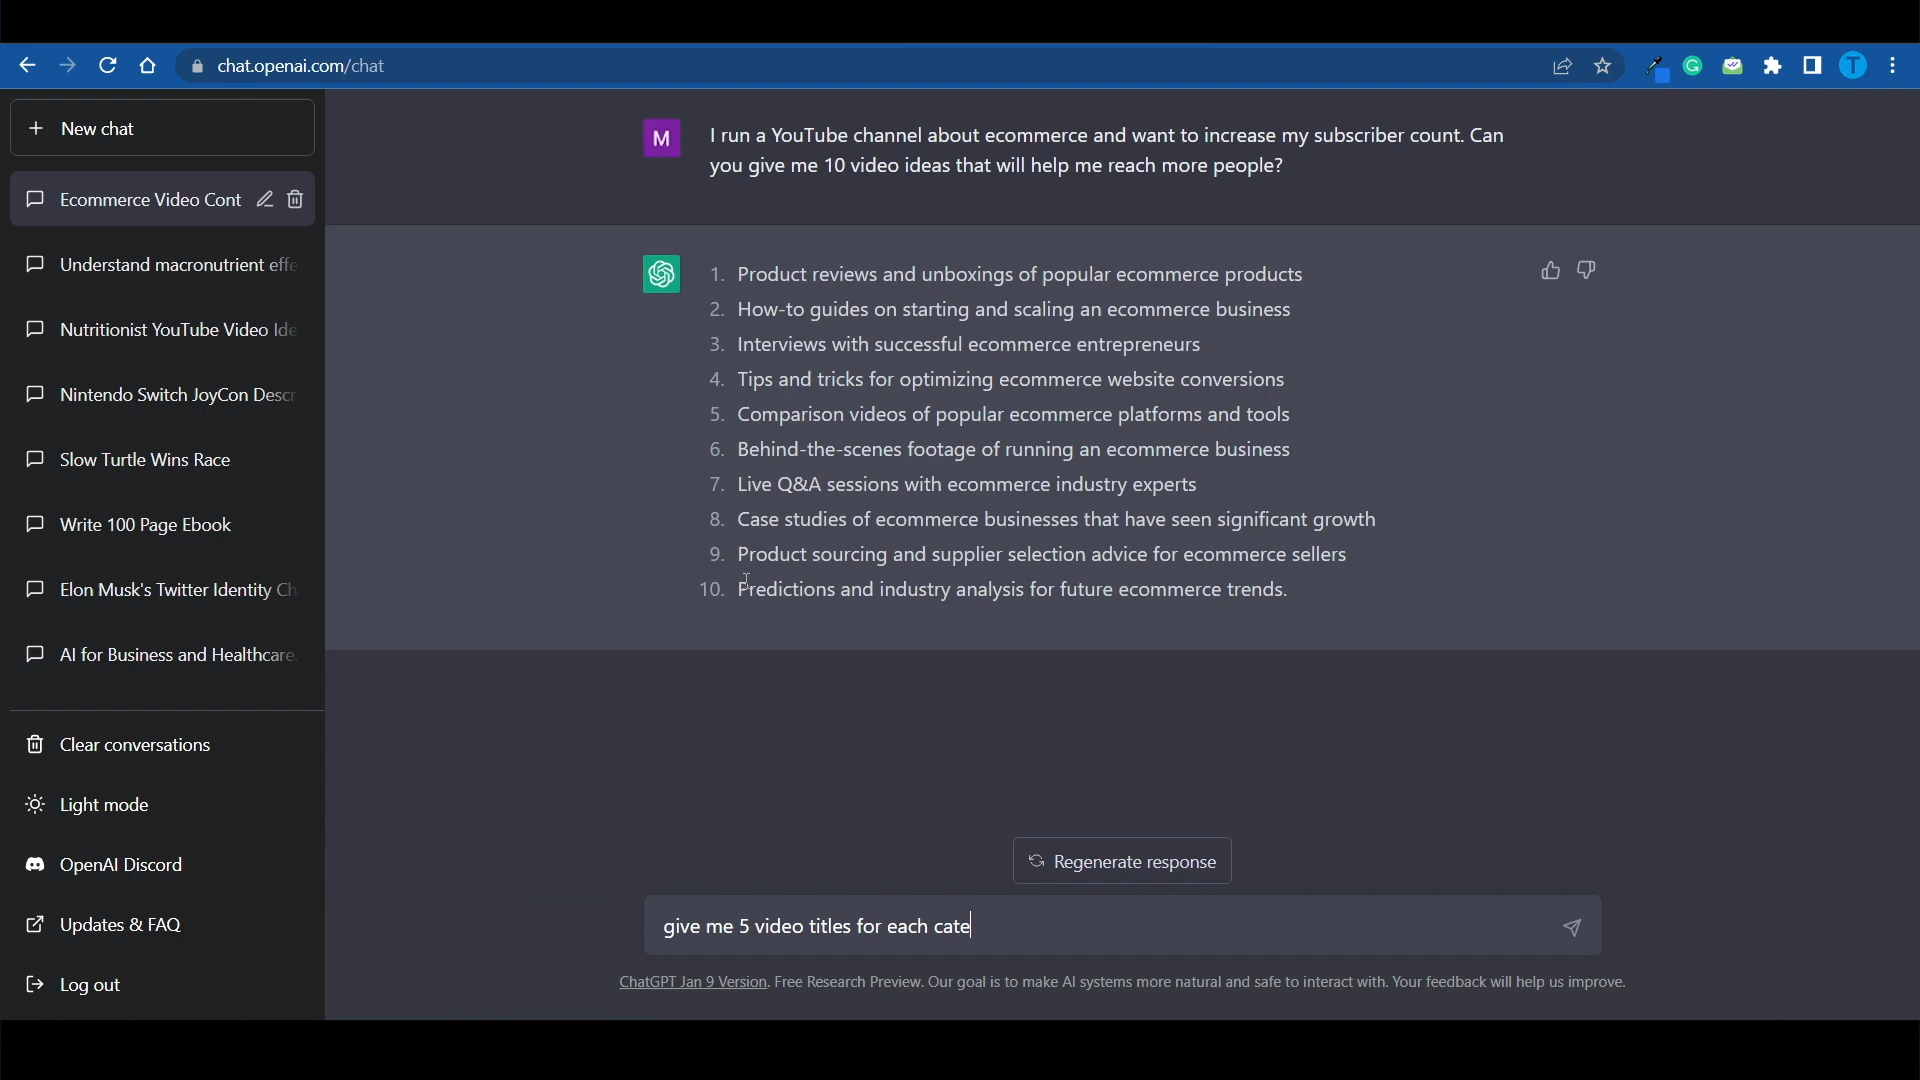 chat.openai.com/chat
T
New chat
Ecommerce Video Cont
Understand macronutrient effe
Nutritionist YouTube Video Ide
Nintendo Switch JoyCon Descr
Slow Turtle Wins Race
Write 100 Page Ebook
Elon Musk's Twitter Identity Ch
AI for Business and Healthcare.
Clear conversations
Light mode
OpenAI Discord
Updates & FAQ
Log out
M
I run a YouTube channel about ecommerce and want to increase my subscriber count. Can
you give me 10 video ideas that will help me reach more people?
1. Product reviews and unboxings of popular ecommerce products
2. How-to guides on starting and scaling an ecommerce business
3. Interviews with successful ecommerce entrepreneurs
4. Tips and tricks for optimizing ecommerce website conversions
5. Comparison videos of popular ecommerce platforms and tools
6. Behind-the-scenes footage of running an ecommerce business
7. Live Q&A sessions with ecommerce industry experts
8. Case studies of ecommerce businesses that have seen significant growth
9. Product sourcing and supplier selection advice for ecommerce sellers
10. Predictions and industry analysis for future ecommerce trends.
Regenerate response
give me 5 video titles for each cate
ChatGPT Jan 9 Version. Free Research Preview. Our goal is to make AI systems more natural and safe to interact with. Your feedback will help us improve.